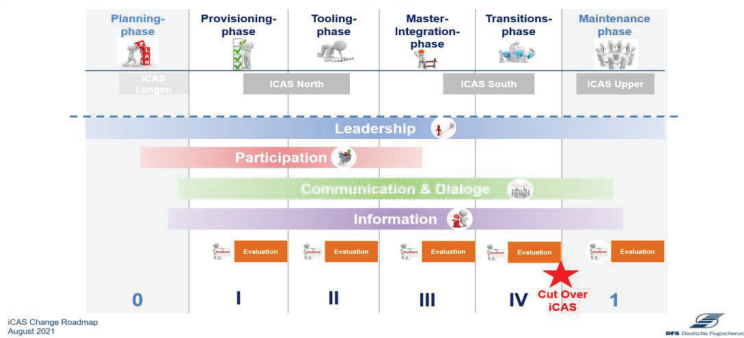 Planning-
phase
Provisioning-
phase
Tooling-
phase
Master-
Integration-
phase
Transitions-
phase
Maintenance
phase
iCAS
Langen
iCAS North
iCAS South
iCAS Upper
Leadership
Participation
Communication & Dialoge
Information
Evaluation
Evaluation
Evaluation
Evaluation
Evaluation
0
I
II
III
IV
1
Cut Over
iCAS
iCAS Change Roadmap
August 2021
DFS Deutsche Flugsicherung